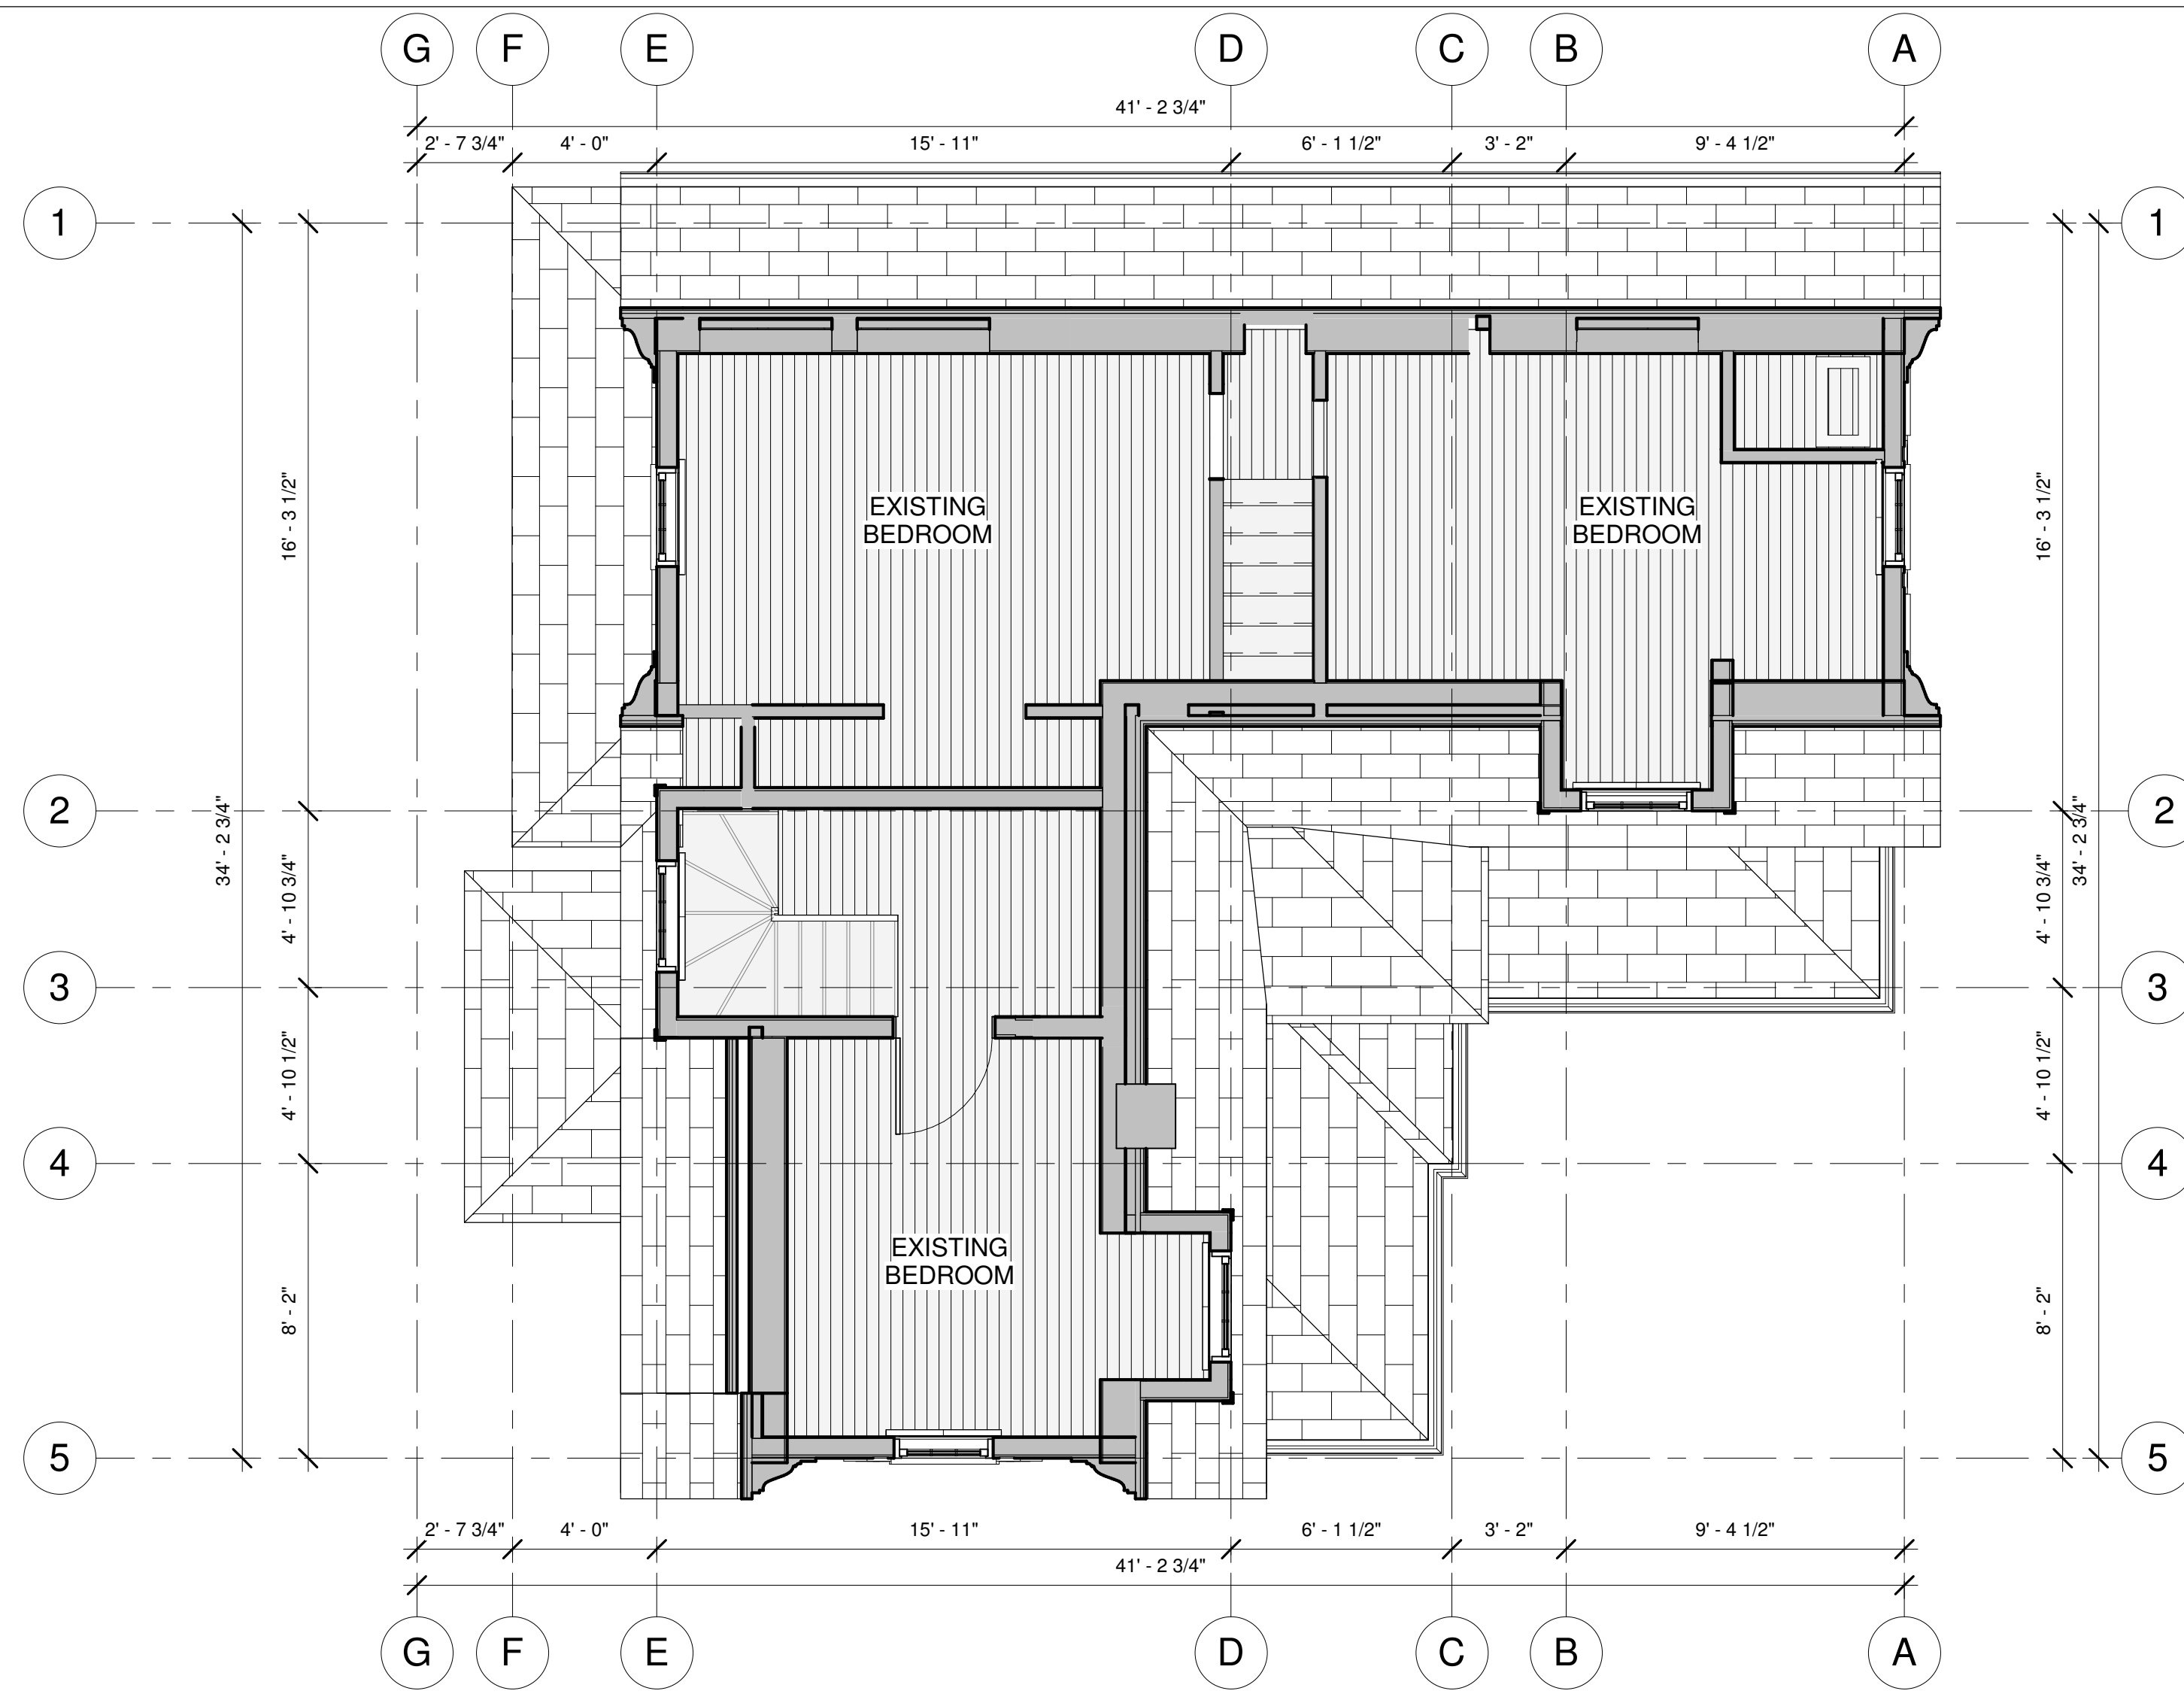 G F E D C B A
41' - 2 3/4"
2' - 7 3/4" 4' - 0" 15' - 11" 6' - 1 1/2" 3' - 2" 9' - 4 1/2"
1 1
EXISTING EXISTING
BEDROOM BEDROOM
16' - 3 1/2" 16' - 3 1/2"
2 2
34' - 2 3/4" 34' - 2 3/4"
4' - 10 3/4" 4' - 10 3/4"
3 3
4' - 10 1/2" 4' - 10 1/2"
4 4
EXISTING
BEDROOM
8' - 2" 8' - 2"
5 5
2' - 7 3/4" 4' - 0" 15' - 11" 6' - 1 1/2" 3' - 2" 9' - 4 1/2"
41' - 2 3/4"
G F E D C B A